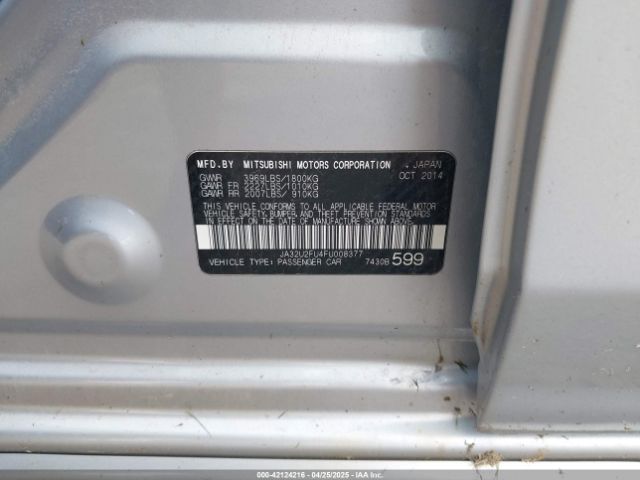 MFD.BY MITSUBISHI MOTORS CORPORATION JAPAN
GVWR 3969LBS/1800KG OCT 2014
GAWR FR 2227LBS/1010KG
GAWR RR 2007LBS/ 910KG
THIS VEHICLE CONFORMS TO ALL APPLICABLE FEDERAL MOTOR
VEHICLE SAFETY, BUMPER, AND THEFT PREVENTION STANDARDS
IN EFFECT ON THE DATE OF MANUFACTURE SHOWN ABOVE.
JA32U2FU4FU008377
VEHICLE TYPE: PASSENGER CAR 7430B 599
000-42124216 - 04/25/2025 - IAAI.COM